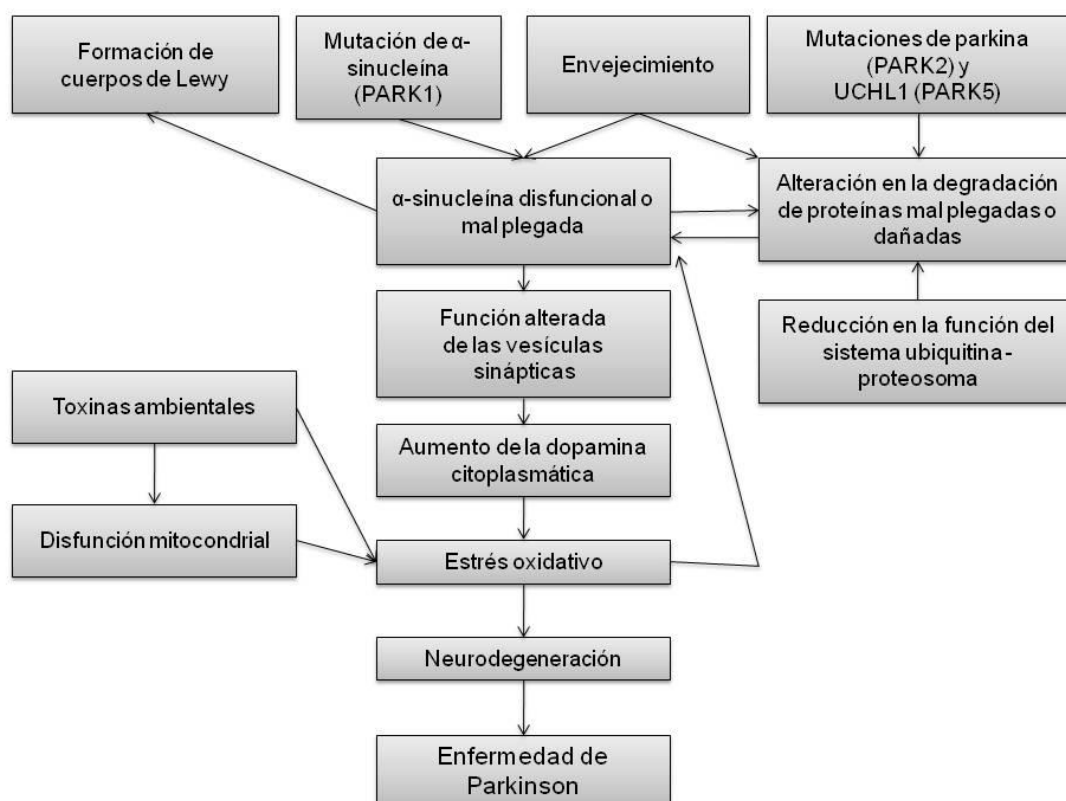 Formación de
cuerpos de Lewy
Mutación de α-
sinucleína
(PARK1)
Envejecimiento
Mutaciones de parkina
(PARK2) y
UCHL1 (PARK5)
α-sinucleína disfuncional o
mal plegada
Alteración en la degradación
de proteínas mal plegadas o
dañadas
Función alterada
de las vesículas
sinápticas
Reducción en la función del
sistema ubiquitina-
proteosoma
Toxinas ambientales
Aumento de la dopamina
citoplasmática
Disfunción mitocondrial
Estrés oxidativo
Neurodegeneración
Enfermedad de
Parkinson